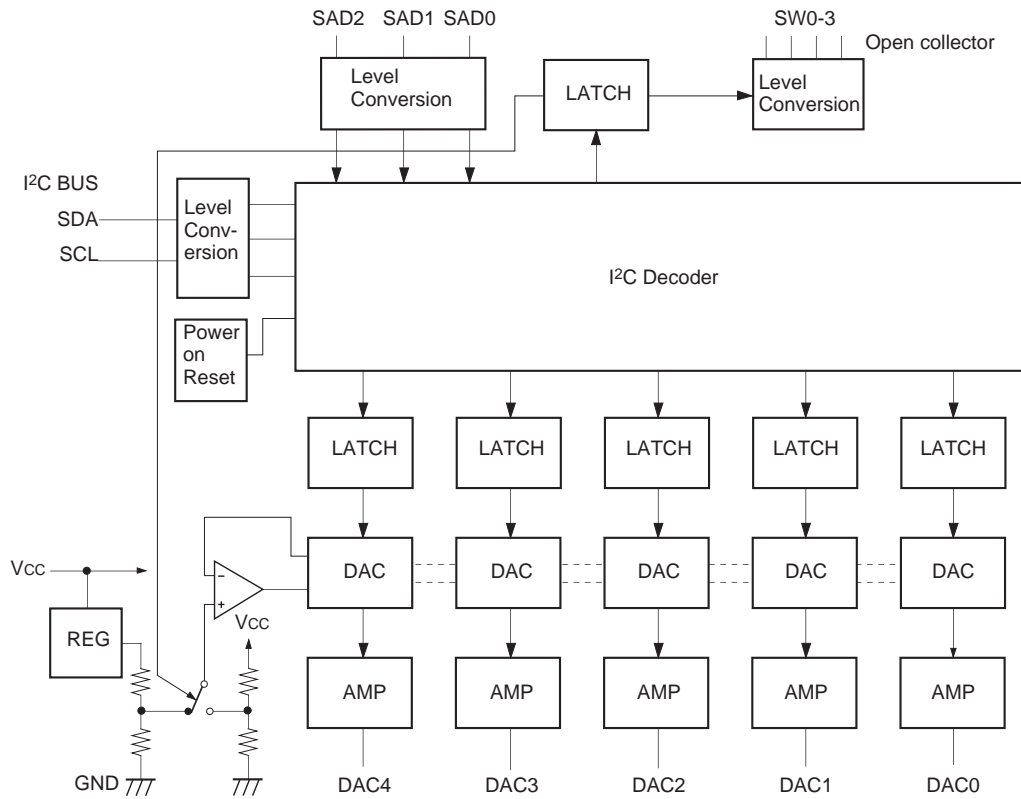 SAD2 SAD1 SAD0
SW0-3
Open collector
Level
Conversion
LATCH
Level
Conversion
I²C BUS
SDA
SCL
Level
Conv-
ersion
I²C Decoder
Power
on
Reset
LATCH LATCH LATCH LATCH LATCH
VCC
−
+
DAC DAC DAC DAC DAC
REG
VCC
AMP AMP AMP AMP AMP
GND
DAC4 DAC3 DAC2 DAC1 DAC0